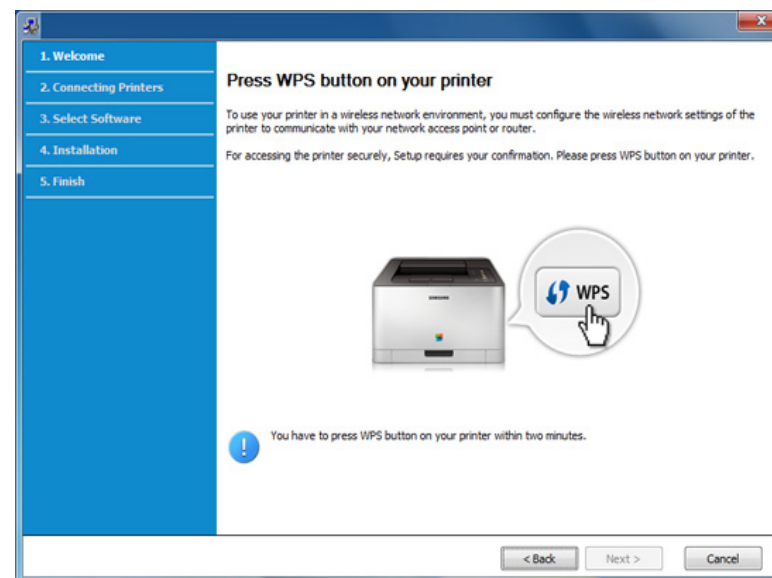 1. Welcome
2. Connecting Printers
3. Select Software
4. Installation
5. Finish
Press WPS button on your printer
To use your printer in a wireless network environment, you must configure the wireless network settings of the
printer to communicate with your network access point or router.
For accessing the printer securely, Setup requires your confirmation. Please press WPS button on your printer.
SAMSUNG
WPS
You have to press WPS button on your printer within two minutes.
< Back
Next >
Cancel